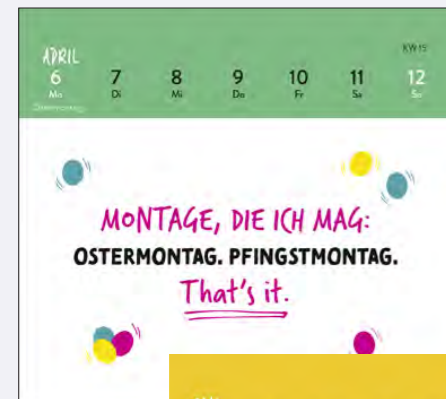 APRIL
KW 15
6 7 8 9 10 11 12
Mo Di Mi Do Fr Sa So
Ostermontag
MONTAGE, DIE ICH MAG:
OSTERMONTAG. PFINGSTMONTAG.
That's it.